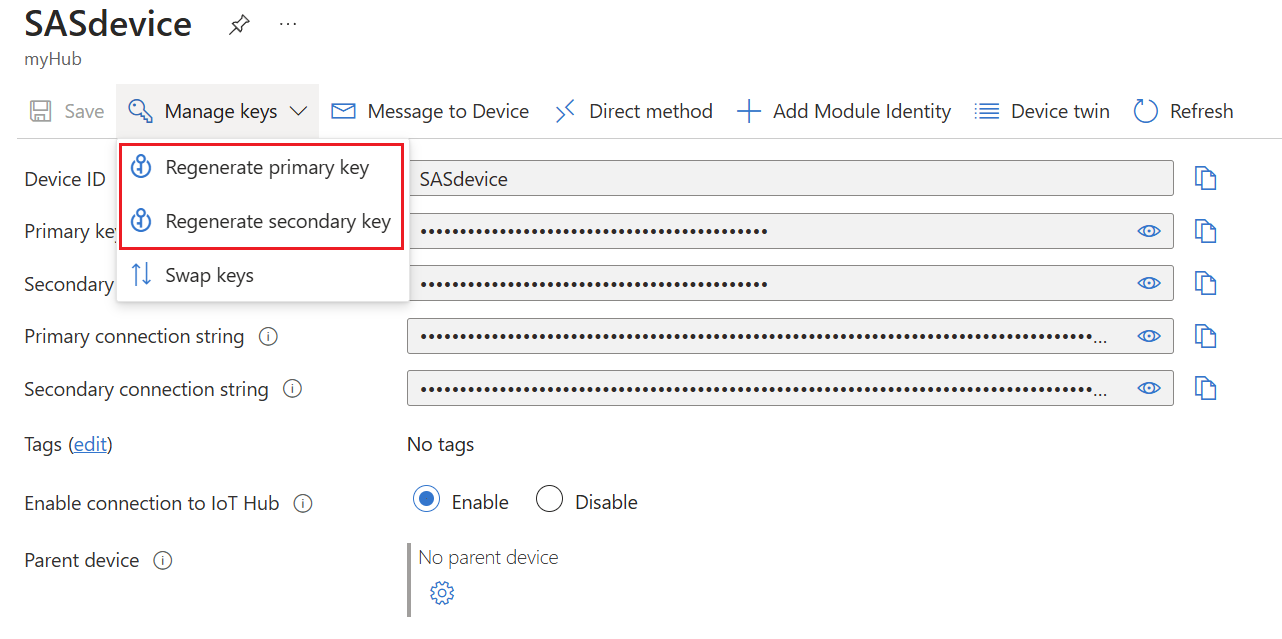 SASdevice ...
myHub
Save Manage keys Message to Device Direct method Add Module Identity Device twin Refresh
Regenerate primary key
Device ID SASdevice
Regenerate secondary key
Primary key ••••••••••••••••••••••••••••••••••••••••••••
Swap keys
Secondary ••••••••••••••••••••••••••••••••••••••••••••
Primary connection string ...
Secondary connection string ...
Tags (edit) No tags
Enable connection to IoT Hub Enable Disable
Parent device No parent device